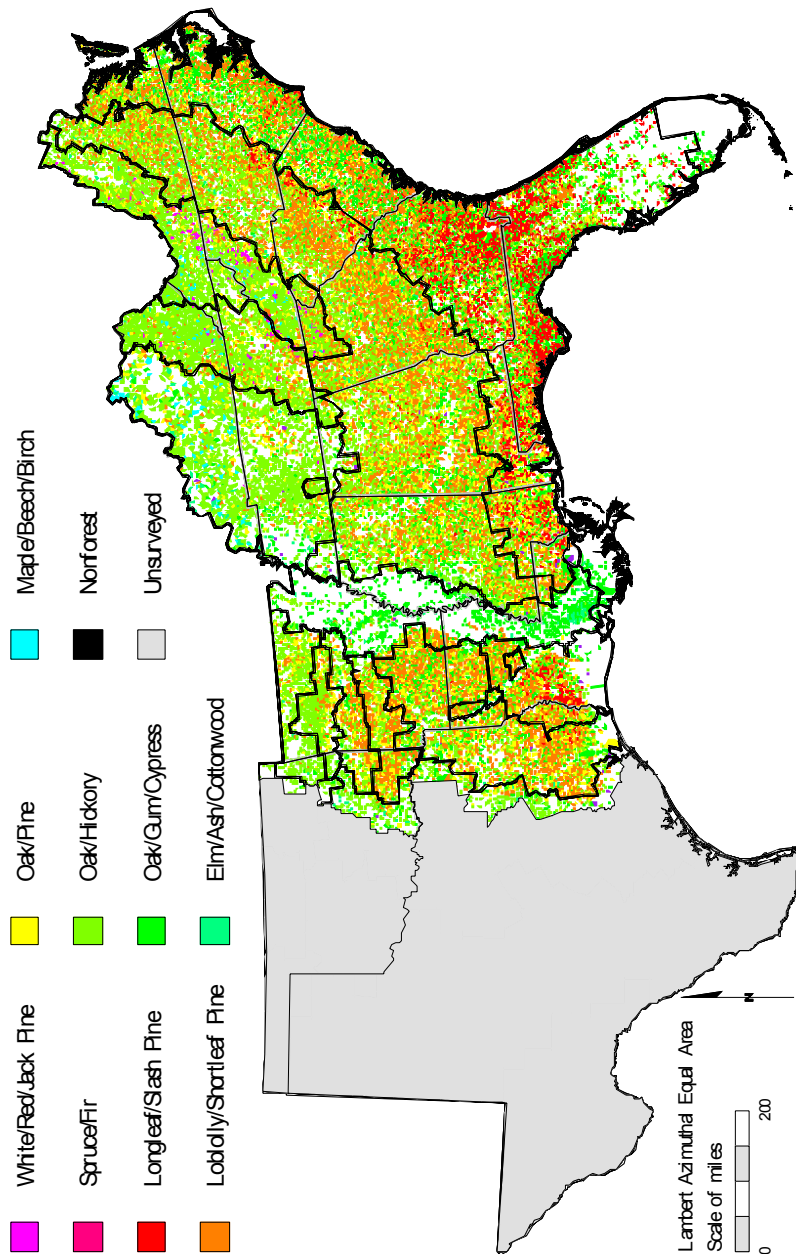 White/Red/Jack Pine
Spruce/Fir
Longleaf/Slash Pine
Loblolly/Shortleaf Pine
Oak/Pine
Oak/Hickory
Oak/Gum/Cypress
Elm/Ash/Cottonwood
Maple/Beech/Birch
Nonforest
Unsurveyed
Lambert Azimuthal Equal Area
Scale of miles
0 200
N